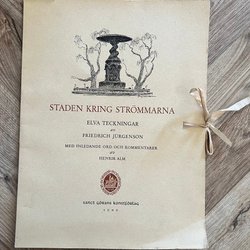 STADEN KRING STRÖMMARNA
ELVA TECKNINGAR
av
FRIEDRICH JÜRGENSON
MED INLEDANDE ORD OCH KOMMENTARER
av
HENRIK ALM
SANCT GÖRANS KONSTFÖRLAG